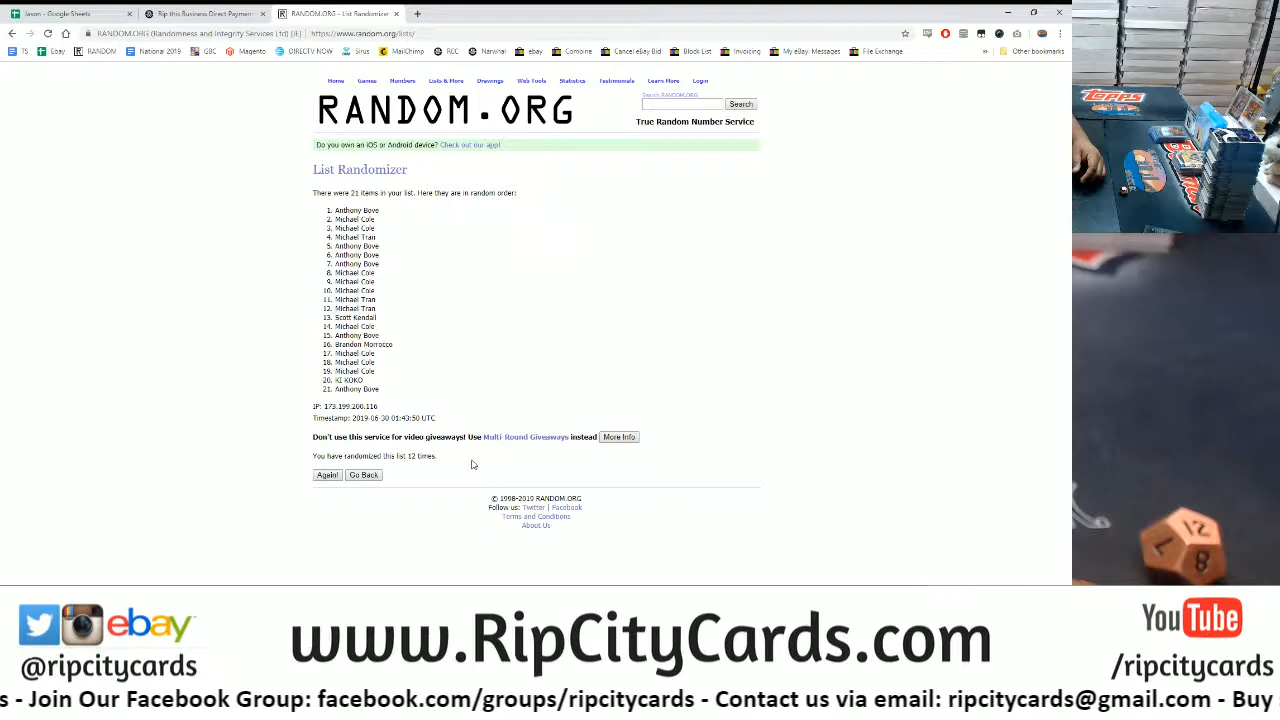 Jason - Google Sheets
Rip this Business Direct Payment
RANDOM.ORG - List Randomizer
RANDOM.ORG (Randomness and Integrity Services Ltd) [IE] | https://www.random.org/lists/
TS Ebay RANDOM National 2019 GBC Magento DIRECTV NOW Sirus MailChimp RCC Narwhal ebay Combine Cancel eBay Bid Block List Invoicing My eBay: Messages File Exchange » Other bookmarks
Home Games Numbers Lists & More Drawings Web Tools Statistics Testimonials Learn More Login
RANDOM.ORG
Search RANDOM.ORG
Search
True Random Number Service
Do you own an iOS or Android device? Check out our app!
List Randomizer
There were 21 items in your list. Here they are in random order:
1. Anthony Bove
2. Michael Cole
3. Michael Cole
4. Michael Tran
5. Anthony Bove
6. Anthony Bove
7. Anthony Bove
8. Michael Cole
9. Michael Cole
10. Michael Cole
11. Michael Tran
12. Michael Tran
13. Scott Kendall
14. Michael Cole
15. Anthony Bove
16. Brandon Morrocco
17. Michael Cole
18. Michael Cole
19. Michael Cole
20. KI KOKO
21. Anthony Bove
IP: 173.199.200.116
Timestamp: 2019-06-30 01:43:50 UTC
Don't use this service for video giveaways! Use Multi-Round Giveaways instead More Info
You have randomized this list 12 times.
Again! Go Back
© 1998-2019 RANDOM.ORG
Follow us: Twitter | Facebook
Terms and Conditions
About Us
topps
12
7
8
ebay
@ripcitycards
www.RipCityCards.com
YouTube
/ripcitycards
s - Join Our Facebook Group: facebook.com/groups/ripcitycards - Contact us via email: ripcitycards@gmail.com - Buy